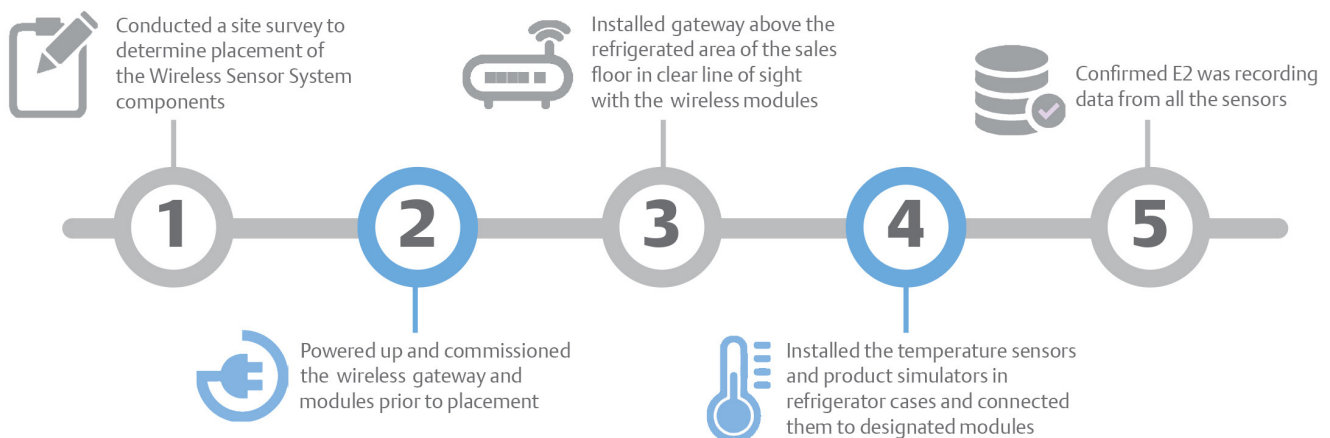 Conducted a site survey to
determine placement of
the Wireless Sensor System
components
Installed gateway above the
refrigerated area of the sales
floor in clear line of sight
with the wireless modules
Confirmed E2 was recording
data from all the sensors
1
2
3
4
5
Powered up and commissioned
the wireless gateway and
modules prior to placement
Installed the temperature sensors
and product simulators in
refrigerator cases and connected
them to designated modules